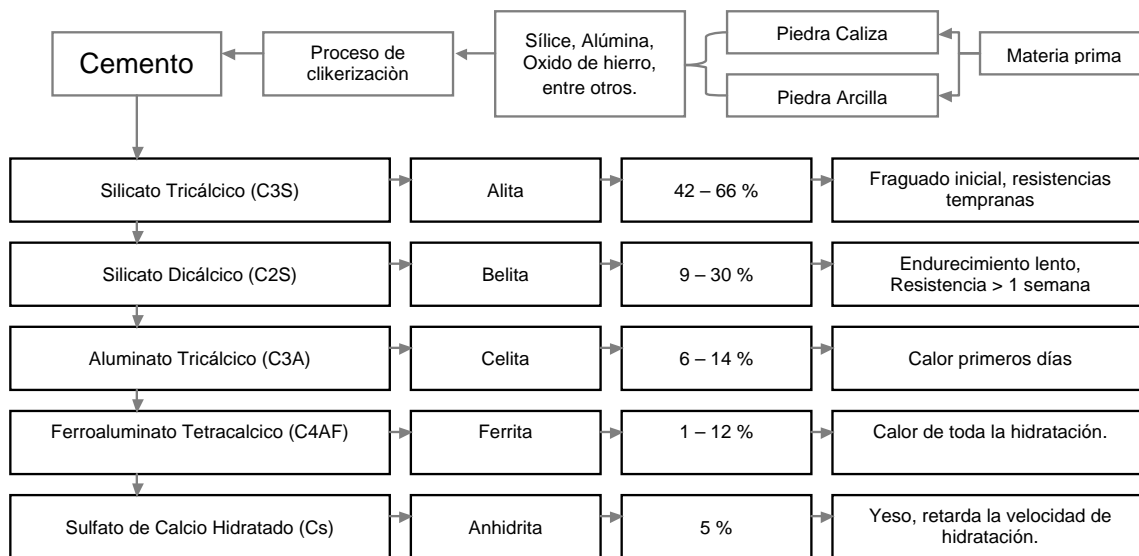 Cemento
Proceso de
clikerizaciòn
Sílice, Alúmina,
Oxido de hierro,
entre otros.
Piedra Caliza
Piedra Arcilla
Materia prima
Silicato Tricálcico (C3S)
Alita
42 – 66 %
Fraguado inicial, resistencias
tempranas
Silicato Dicálcico (C2S)
Belita
9 – 30 %
Endurecimiento lento,
Resistencia > 1 semana
Aluminato Tricálcico (C3A)
Celita
6 – 14 %
Calor primeros días
Ferroaluminato Tetracalcico (C4AF)
Ferrita
1 – 12 %
Calor de toda la hidratación.
Sulfato de Calcio Hidratado (Cs)
Anhidrita
5 %
Yeso, retarda la velocidad de
hidratación.